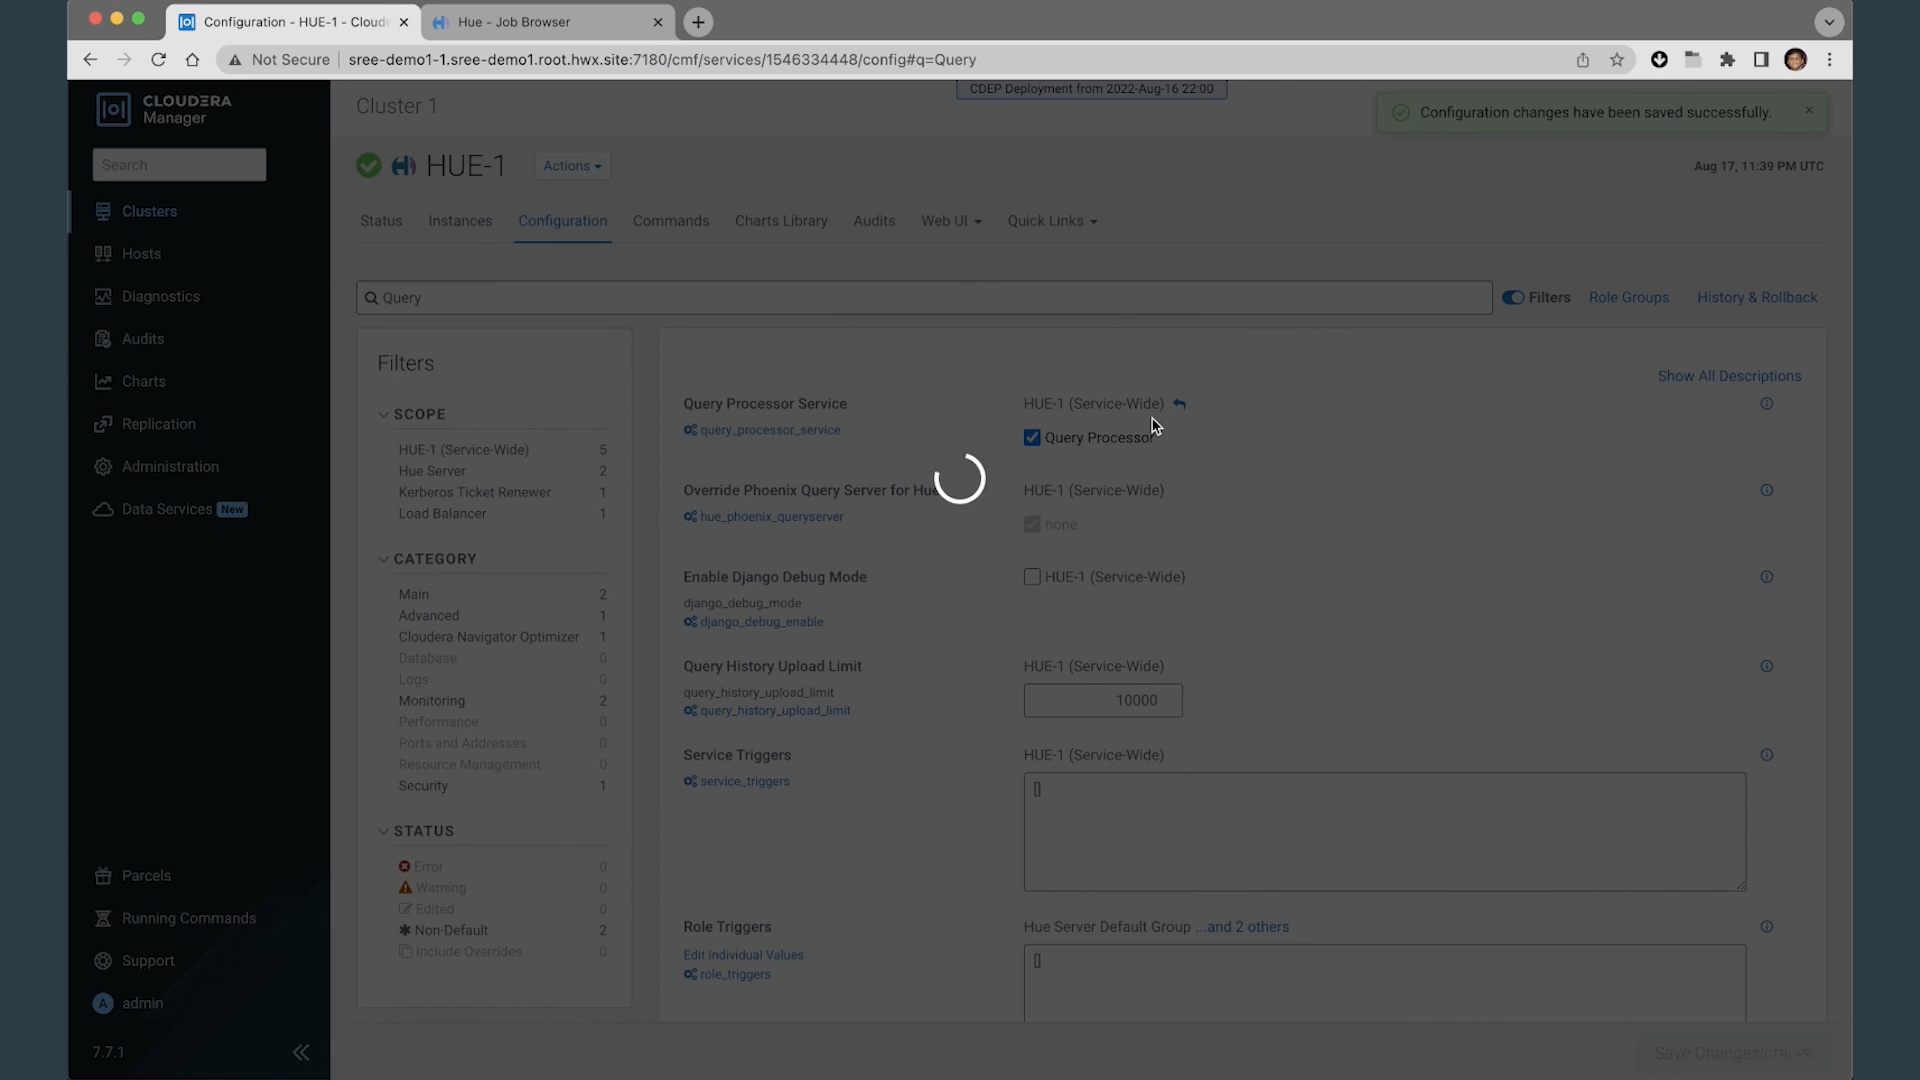 Configuration - HUE-1 - Cloude
Hue - Job Browser
Not Secure
sree-demo1-1.sree-demo1.root.hwx.site:7180/cmf/services/1546334448/config#q=Query
CLOUDERA
Manager
Search
Clusters
Hosts
Diagnostics
Audits
Charts
Replication
Administration
Data Services New
Parcels
Running Commands
Support
A admin
7.7.1
Cluster 1
CDEP Deployment from 2022-Aug-16 22:00
Configuration changes have been saved successfully.
HUE-1
Actions
Aug 17, 11:39 PM UTC
Status
Instances
Configuration
Commands
Charts Library
Audits
Web UI
Quick Links
Query
Filters
Role Groups
History & Rollback
Filters
SCOPE
HUE-1 (Service-Wide) 5
Hue Server 2
Kerberos Ticket Renewer 1
Load Balancer 1
CATEGORY
Main 2
Advanced 1
Cloudera Navigator Optimizer 1
Database 0
Logs 0
Monitoring 2
Performance 0
Ports and Addresses 0
Resource Management 0
Security 1
STATUS
Error 0
Warning 0
Edited 0
Non-Default 2
Include Overrides 0
Show All Descriptions
Query Processor Service
query_processor_service
HUE-1 (Service-Wide)
Query Processor
Override Phoenix Query Server for Hue
hue_phoenix_queryserver
HUE-1 (Service-Wide)
none
Enable Django Debug Mode
django_debug_mode
django_debug_enable
HUE-1 (Service-Wide)
Query History Upload Limit
query_history_upload_limit
query_history_upload_limit
HUE-1 (Service-Wide)
10000
Service Triggers
service_triggers
HUE-1 (Service-Wide)
[]
Role Triggers
Edit Individual Values
role_triggers
Hue Server Default Group ...and 2 others
[]
Save Changes(CTRL+S)